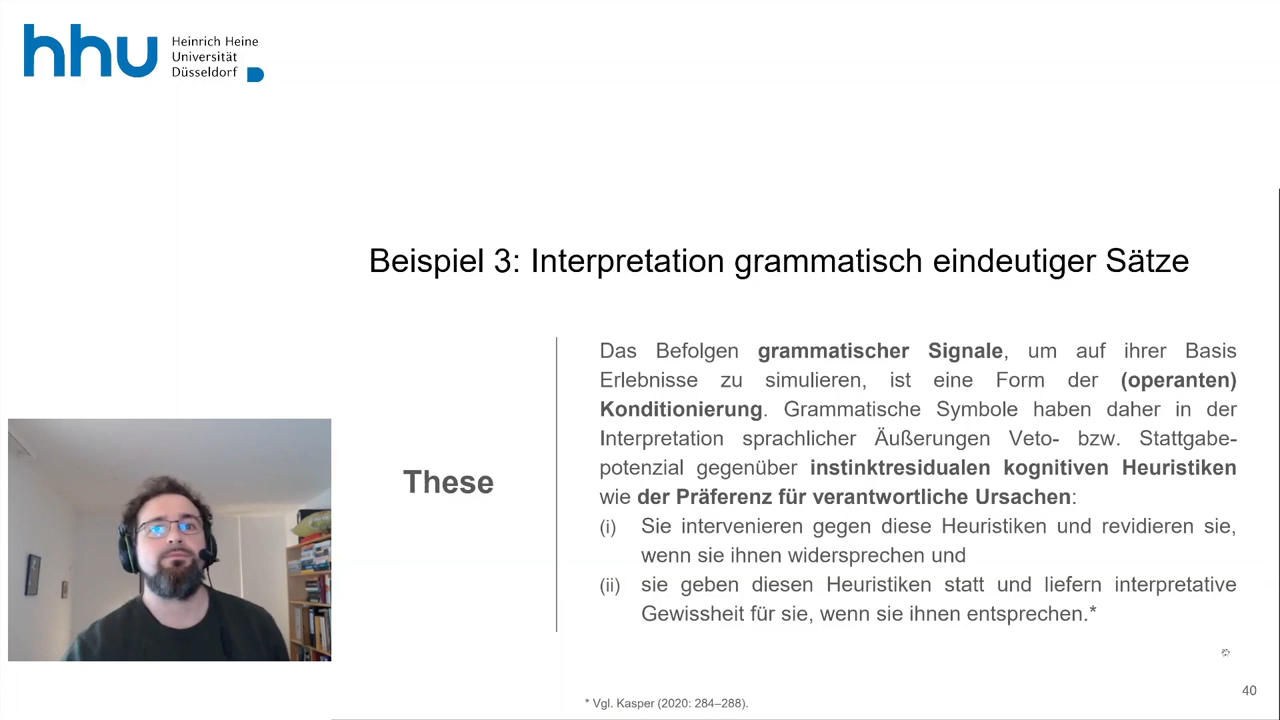 hhu Heinrich Heine
Universität
Düsseldorf
Beispiel 3: Interpretation grammatisch eindeutiger Sätze
These
Das Befolgen grammatischer Signale, um auf ihrer Basis
Erlebnisse zu simulieren, ist eine Form der (operanten)
Konditionierung. Grammatische Symbole haben daher in der
Interpretation sprachlicher Äußerungen Veto- bzw. Stattgabe-
potenzial gegenüber instinktresidualen kognitiven Heuristiken
wie der Präferenz für verantwortliche Ursachen:
(i) Sie intervenieren gegen diese Heuristiken und revidieren sie,
wenn sie ihnen widersprechen und
(ii) sie geben diesen Heuristiken statt und liefern interpretative
Gewissheit für sie, wenn sie ihnen entsprechen.*
* Vgl. Kasper (2020: 284–288).
40